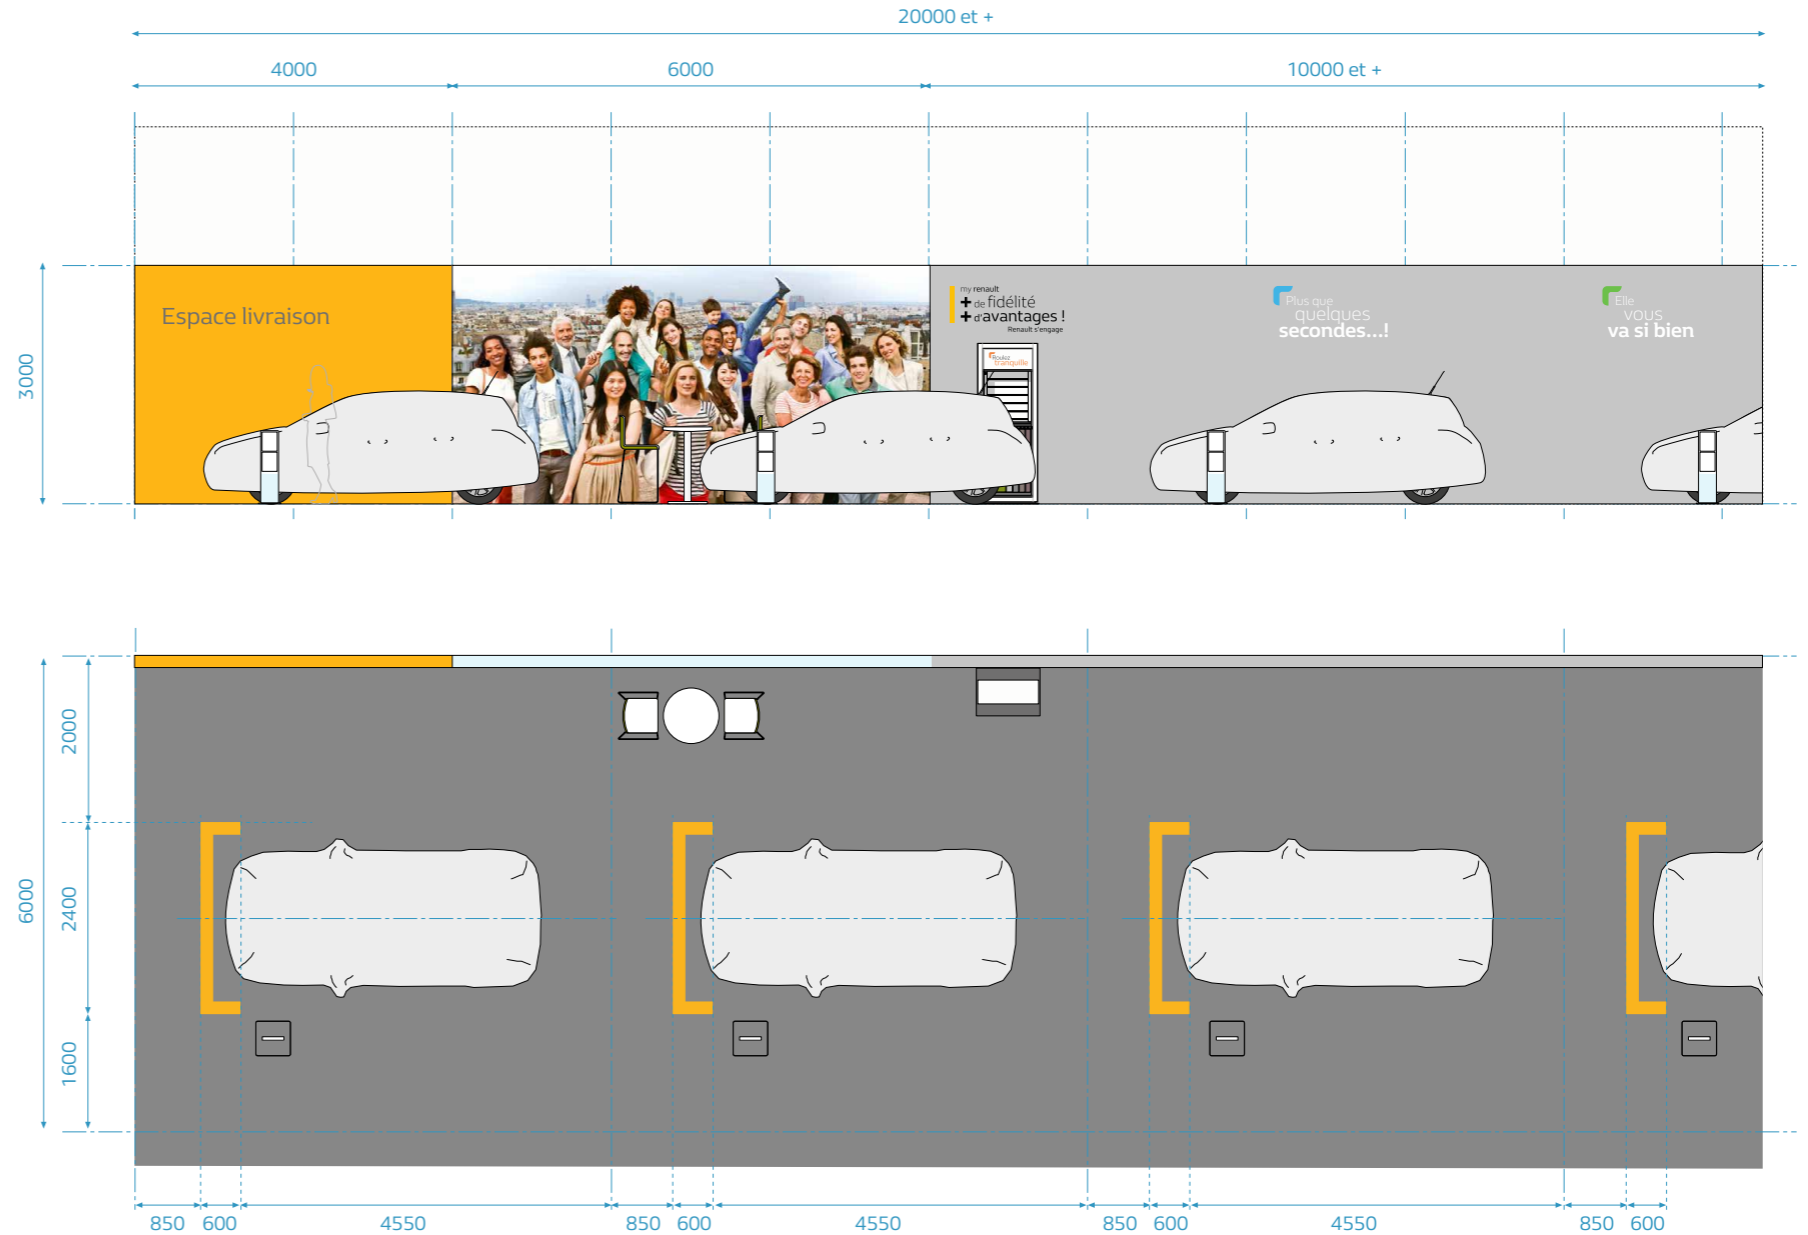 20000 et +
4000
6000
10000 et +
3000
Espace livraison
my renault
+ de fidélité
+ d'avantages !
Renault s'engage
Roulez
tranquille
Plus que
quelques
secondes...!
Elle
vous
va si bien
6000
2000
2400
1600
850 600 4550 850 600 4550 850 600 4550 850 600